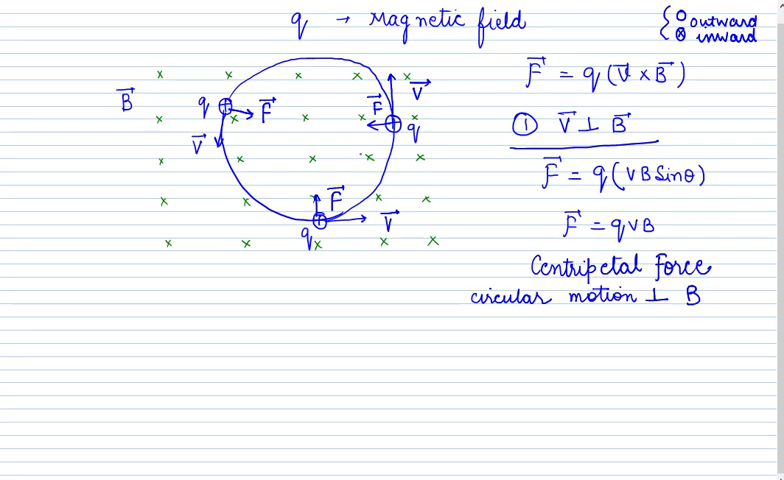 q → Magnetic field
⊙ outward
⊗ inward
B⃗
q
F⃗
V⃗
F⃗
V⃗
q
F⃗
V⃗
q
F⃗ = q(V⃗ × B⃗)
① V⃗ ⊥ B⃗
F⃗ = q(VB Sinθ)
F⃗ = qVB
Centripetal Force
circular motion ⊥ B